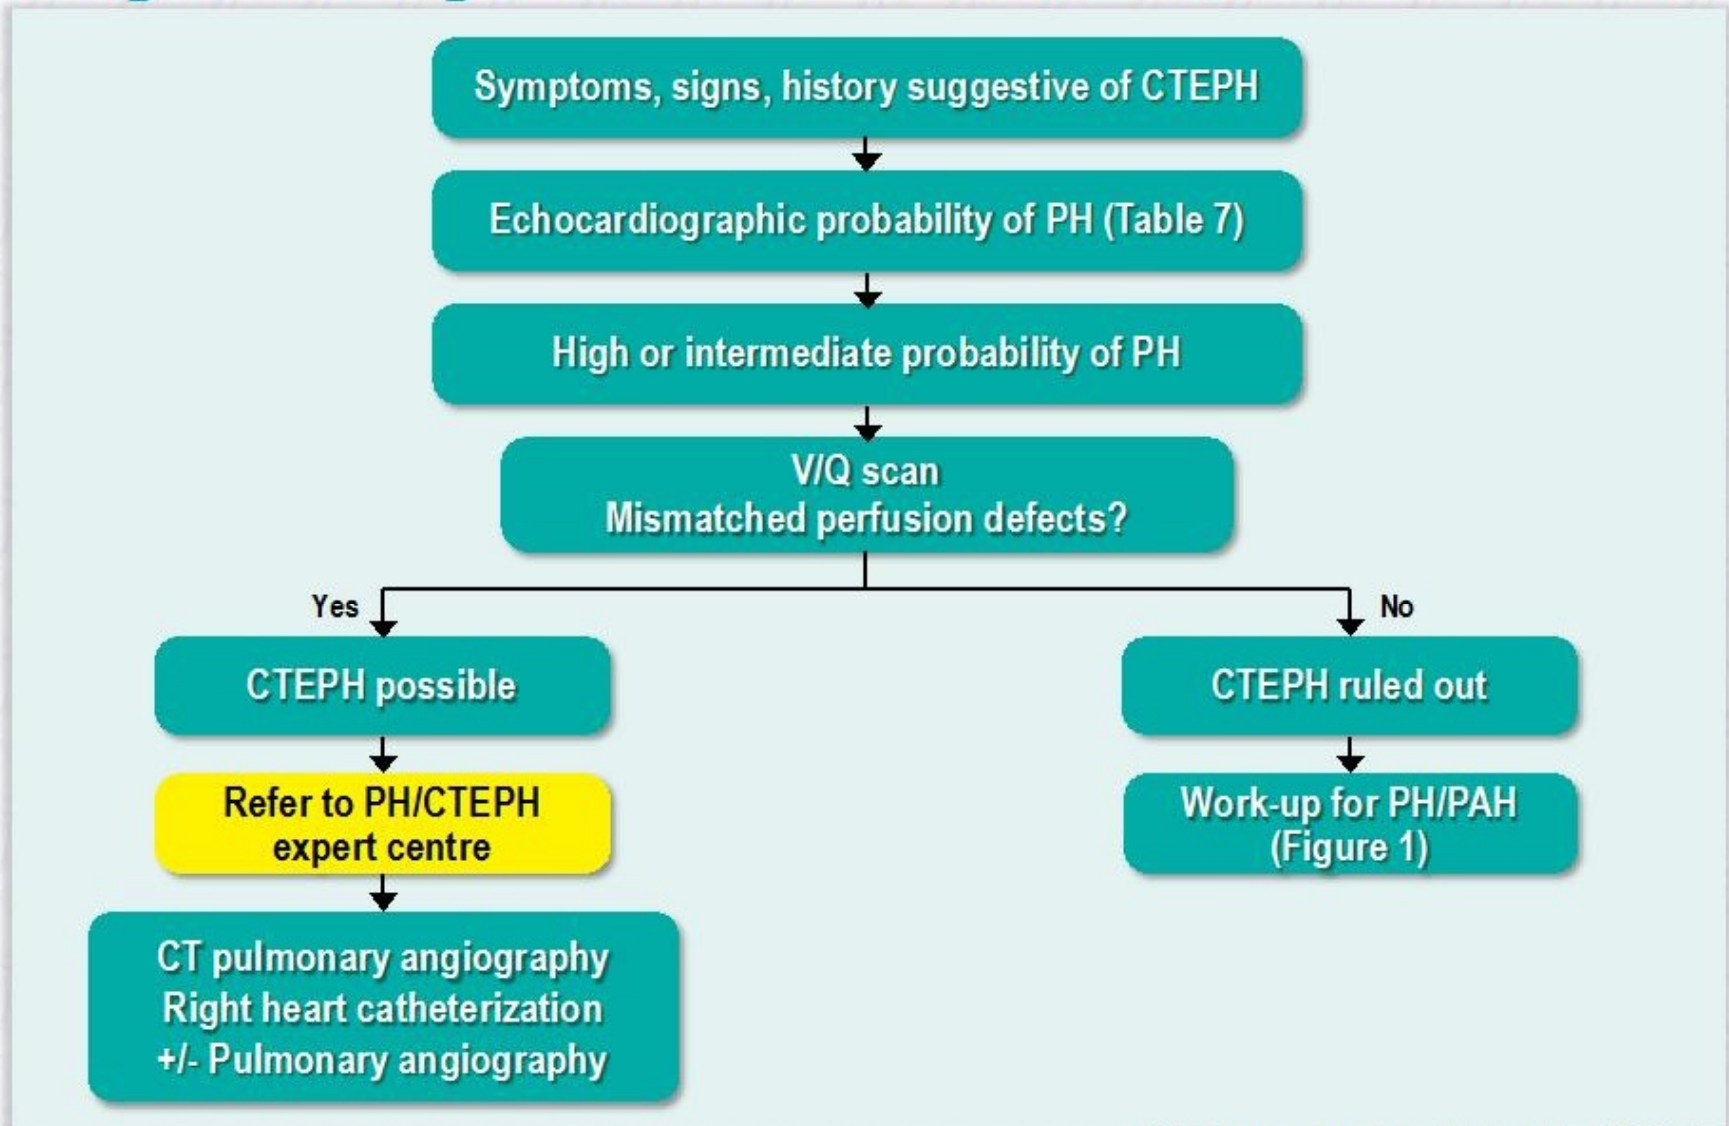 Symptoms, signs, history suggestive of CTEPH
Echocardiographic probability of PH (Table 7)
High or intermediate probability of PH
V/Q scan
Mismatched perfusion defects?
Yes
No
CTEPH possible
CTEPH ruled out
Refer to PH/CTEPH
expert centre
Work-up for PH/PAH
(Figure 1)
CT pulmonary angiography
Right heart catheterization
+/- Pulmonary angiography